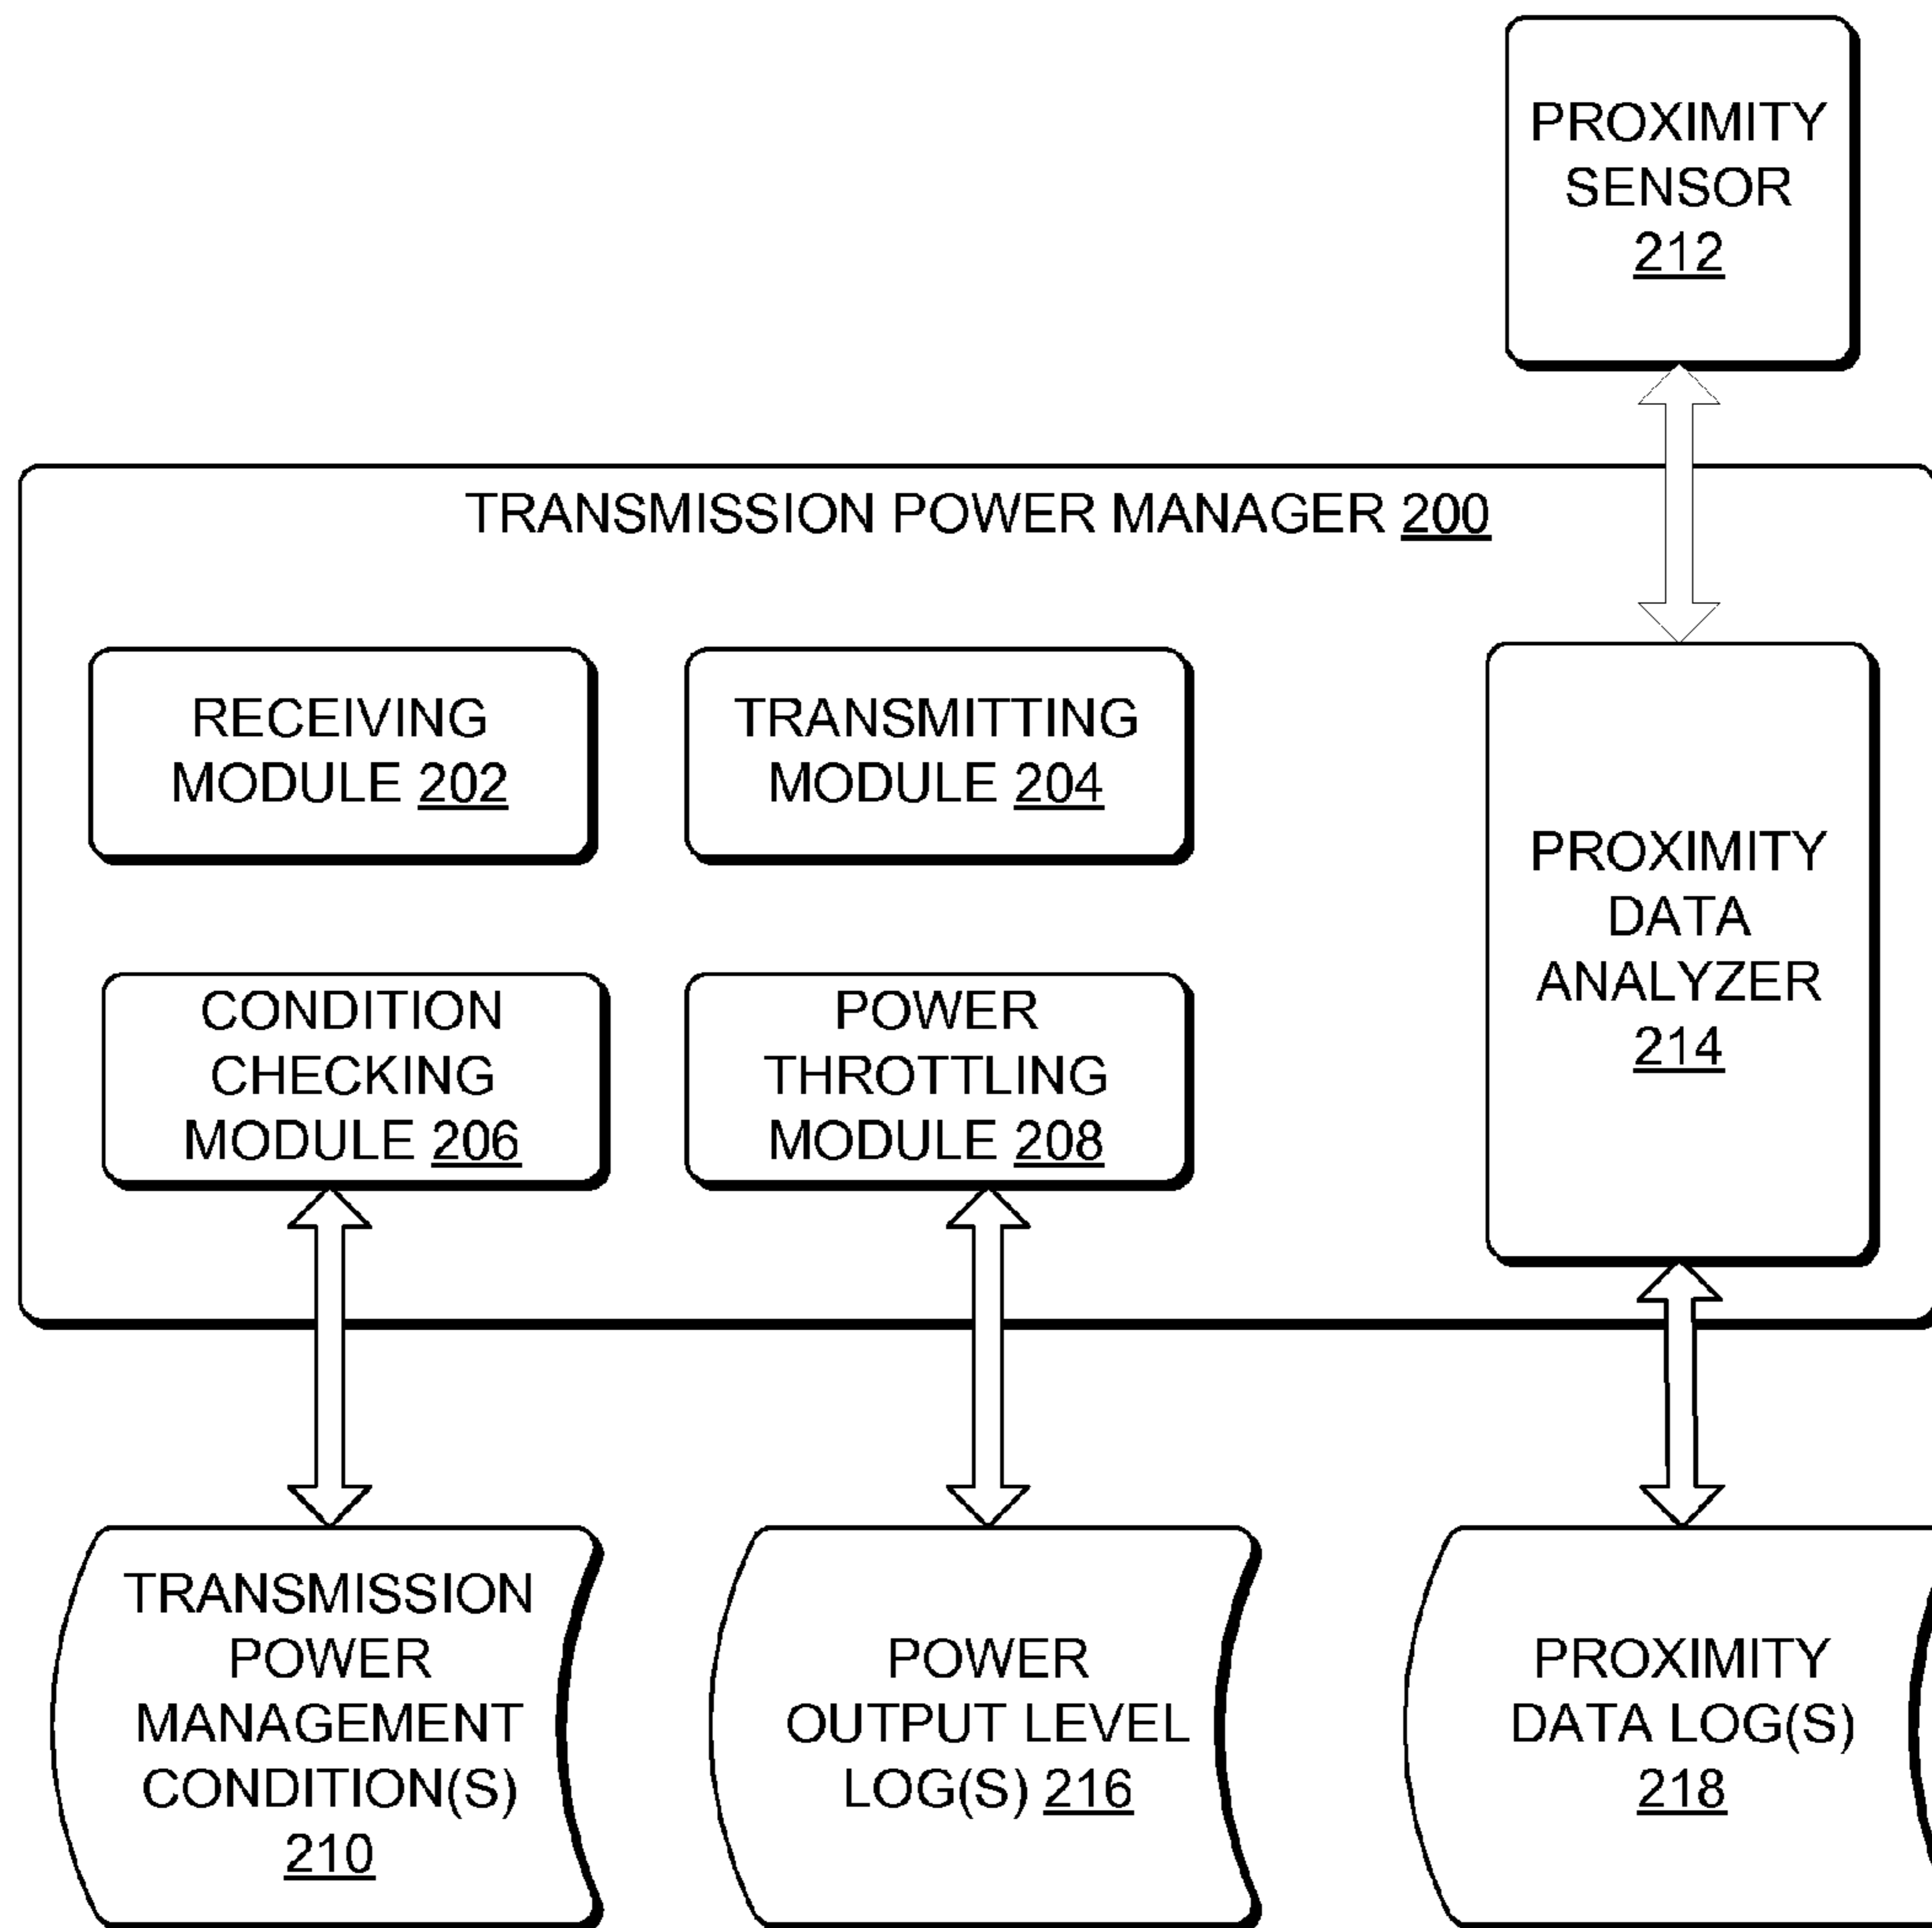 PROXIMITY
SENSOR
212
TRANSMISSION POWER MANAGER 200
RECEIVING
MODULE 202
TRANSMITTING
MODULE 204
PROXIMITY
DATA
ANALYZER
214
CONDITION
CHECKING
MODULE 206
POWER
THROTTLING
MODULE 208
TRANSMISSION
POWER
MANAGEMENT
CONDITION(S)
210
POWER
OUTPUT LEVEL
LOG(S) 216
PROXIMITY
DATA LOG(S)
218